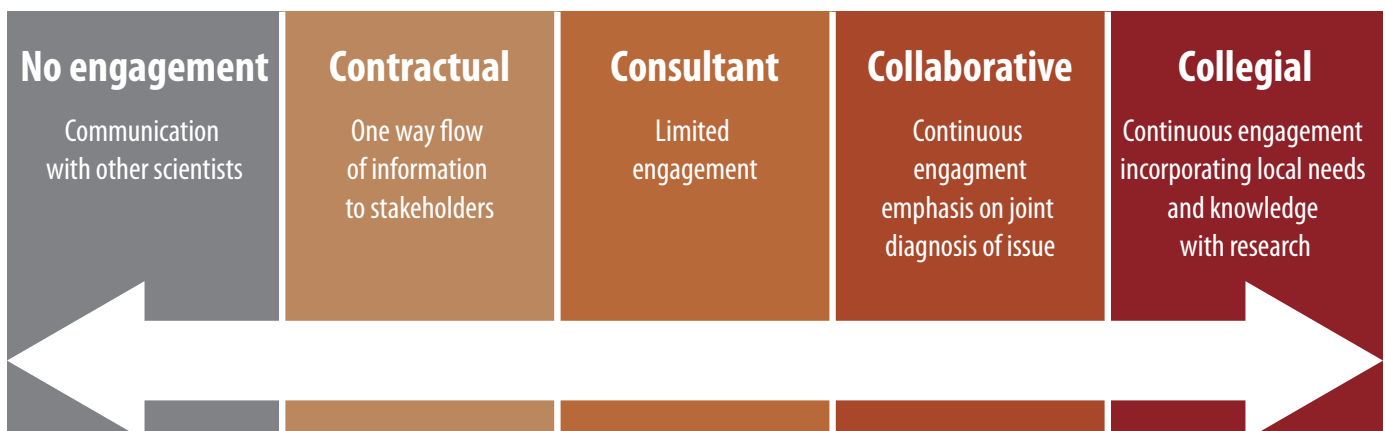 No engagement
Communication
with other scientists
Contractual
One way flow
of information
to stakeholders
Consultant
Limited
engagement
Collaborative
Continuous
engagment
emphasis on joint
diagnosis of issue
Collegial
Continuous engagement
incorporating local needs
and knowledge
with research